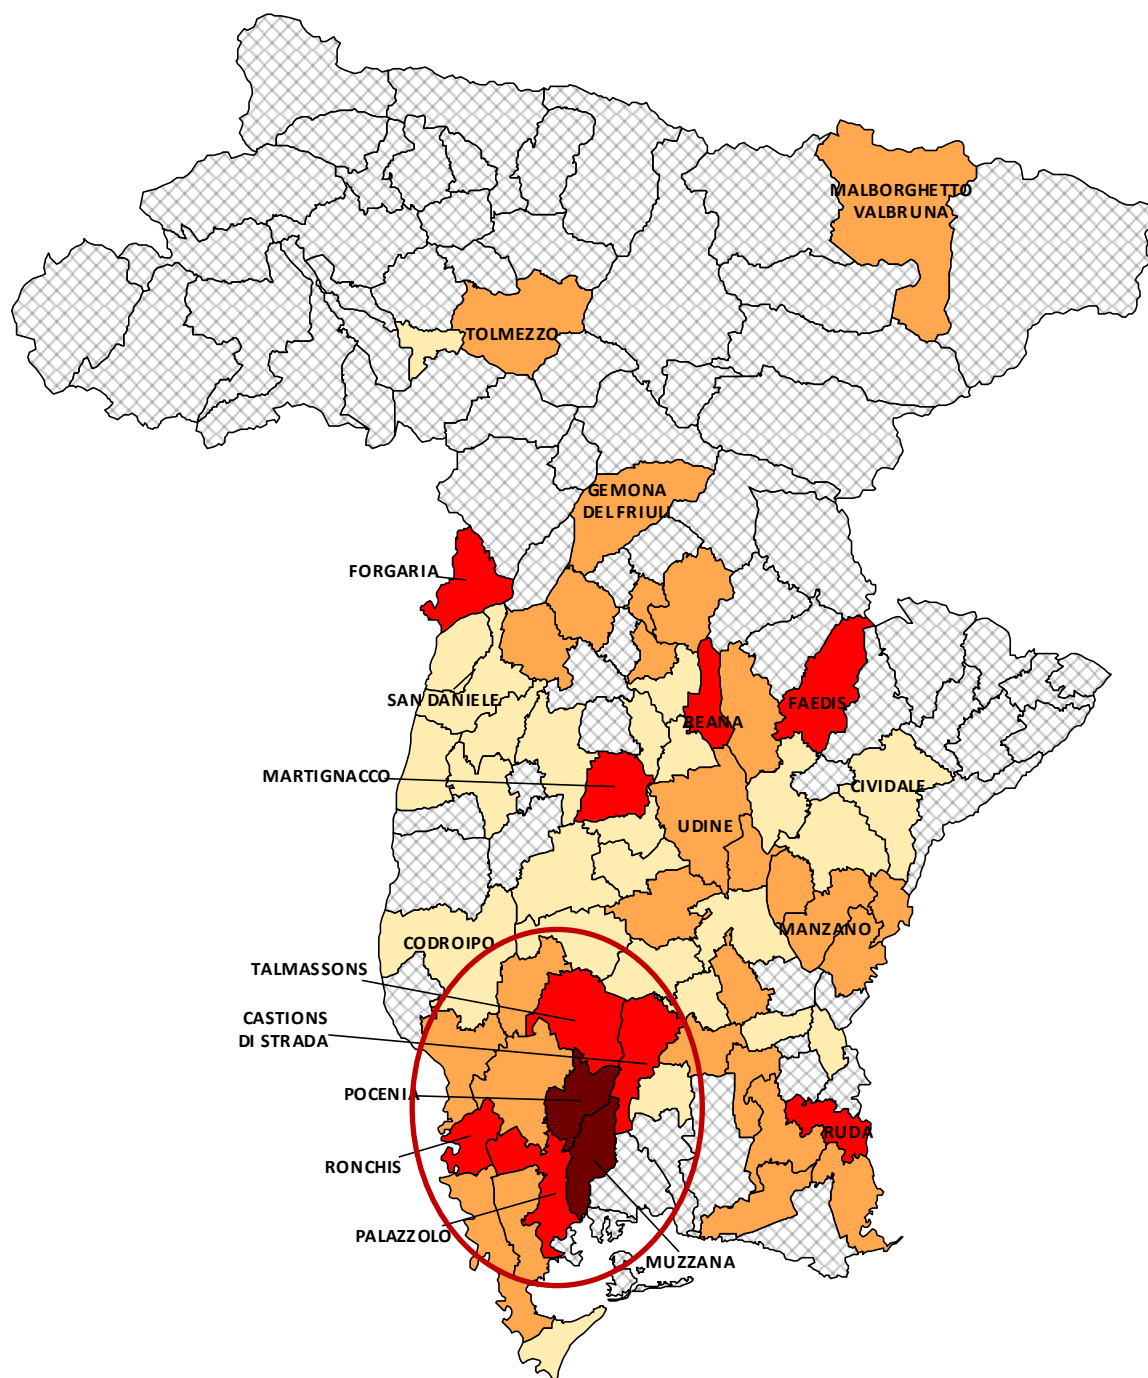 MALBORGHETTO
VALBRUNA
TOLMEZZO
GEMONA
DEL FRIULI
FORGARIA
SAN DANIELE
REANA
FAEDIS
MARTIGNACCO
CIVIDALE
UDINE
CODROIPO
MANZANO
TALMASSONS
CASTIONS
DI STRADA
POCENIA
RUDA
RONCHIS
PALAZZOLO
MUZZANA